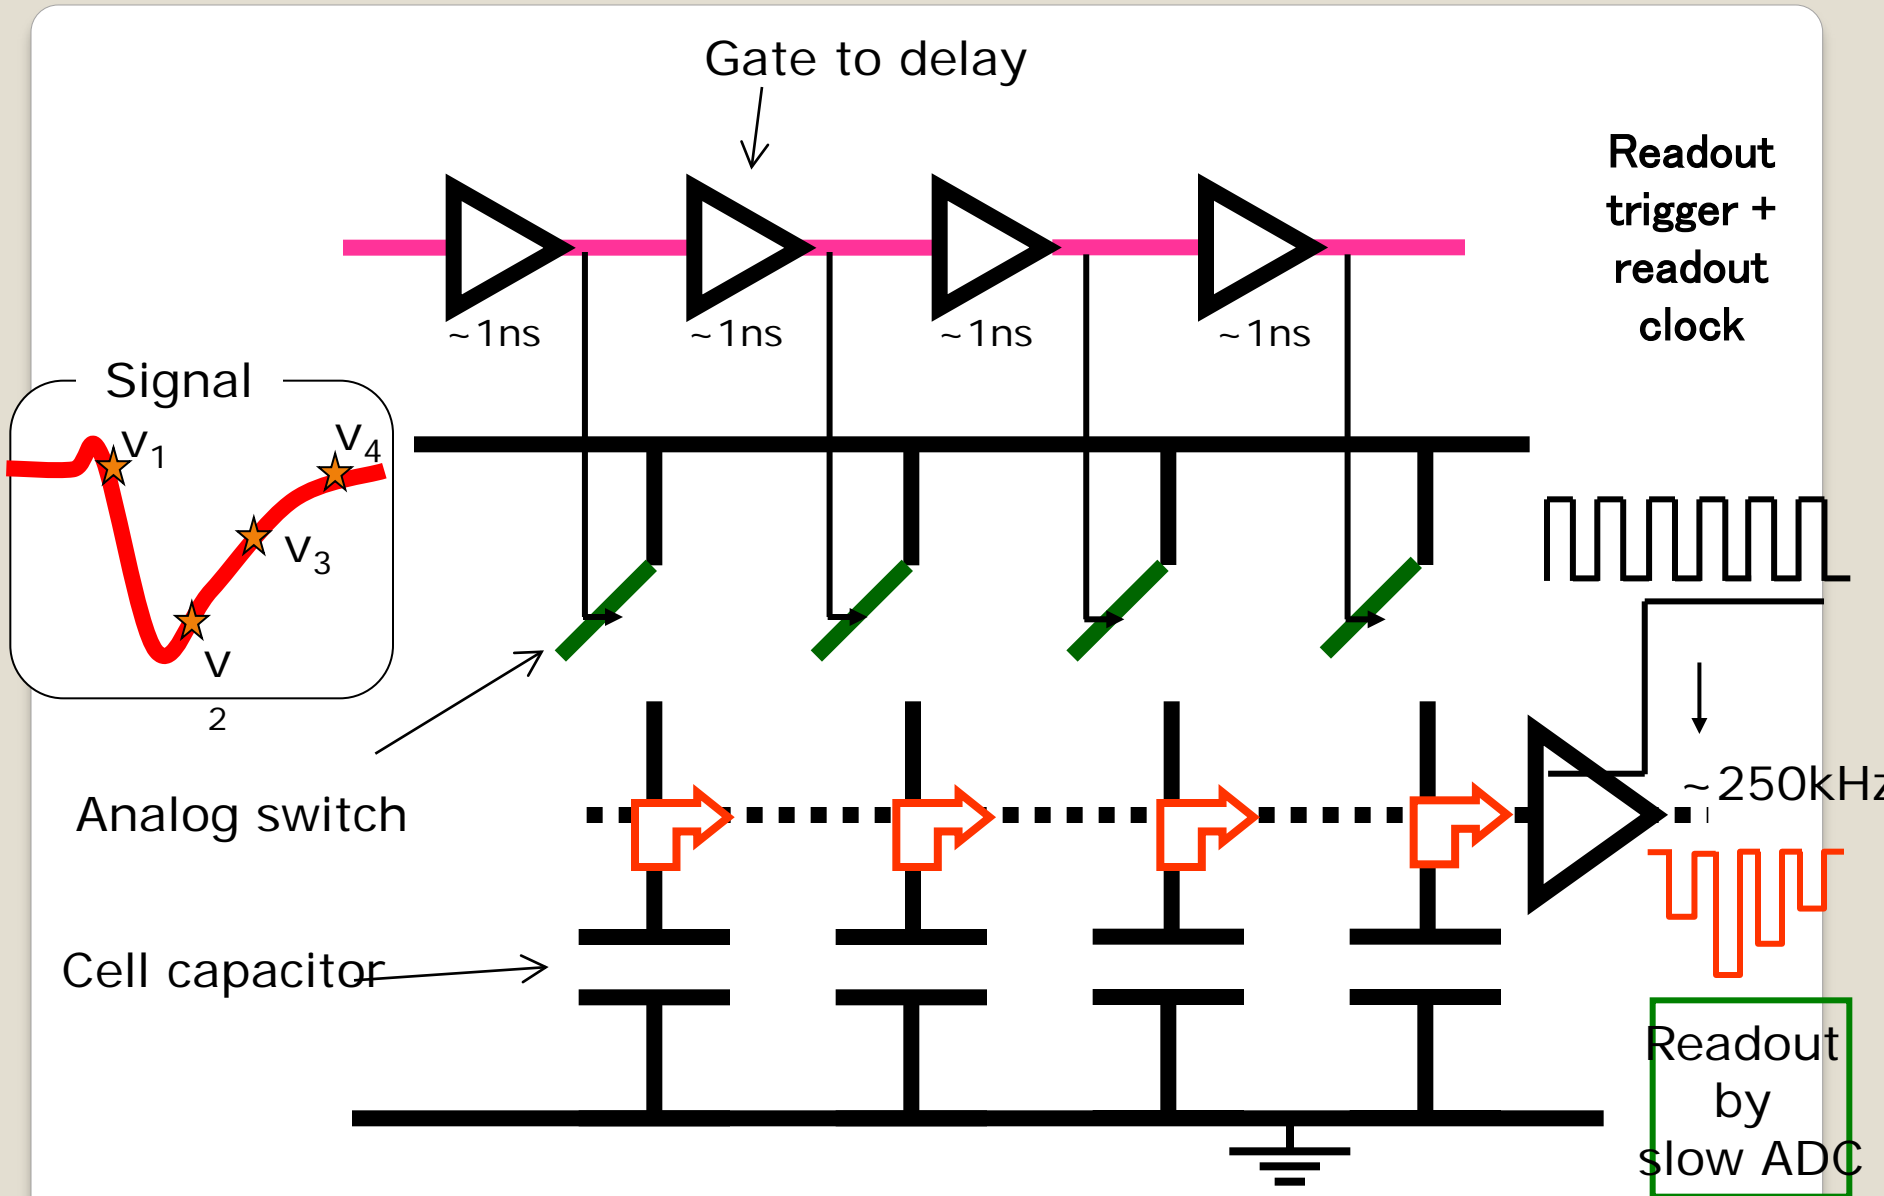 Gate to delay
Readout
trigger +
readout
clock
~1ns
~1ns
~1ns
~1ns
Signal
v1
v4
v3
v
2
Analog switch
~250kHz
Cell capacitor
Readout
by
slow ADC